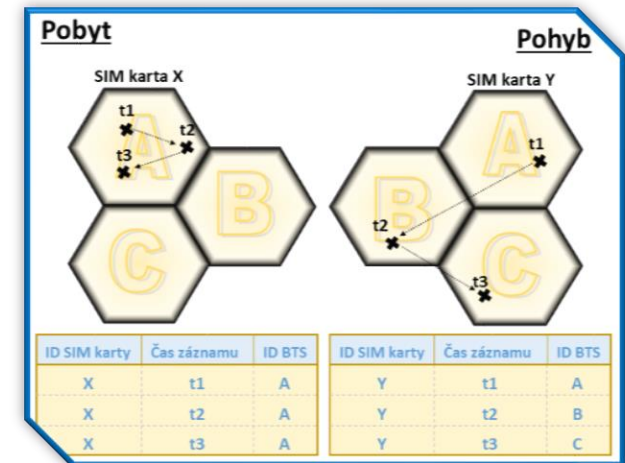 Pobyt
SIM karta X
t1
t2
t3
A
B
C
ID SIM karty Čas záznamu ID BTS
X t1 A
X t2 A
X t3 A
Pohyb
SIM karta Y
A
t1
B
t2
C
t3
ID SIM karty Čas záznamu ID BTS
Y t1 A
Y t2 B
Y t3 C